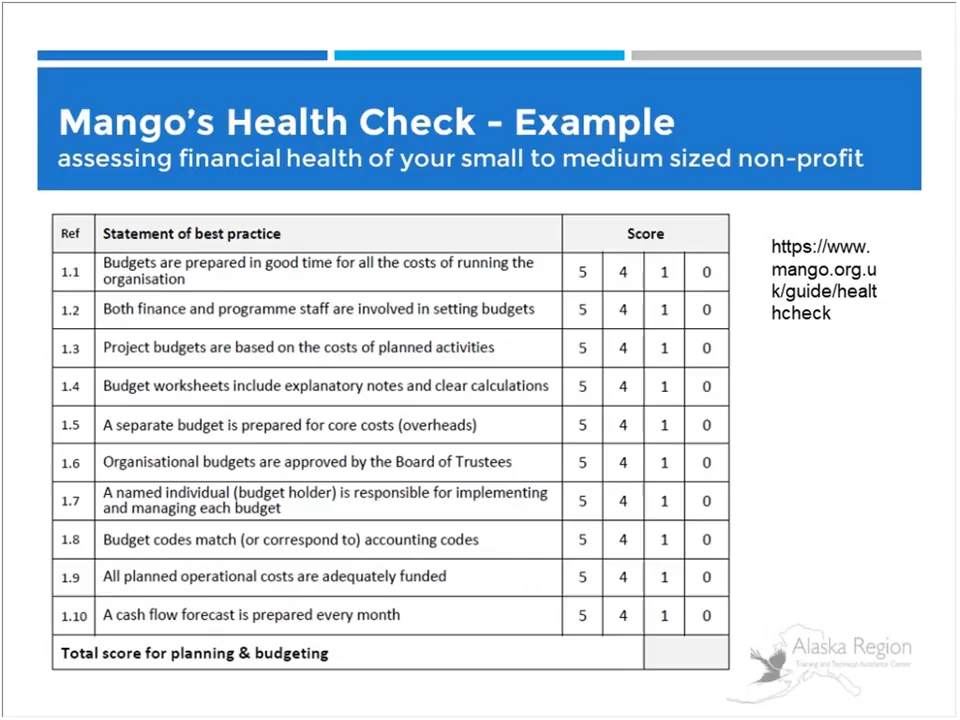 Mango's Health Check - Example
assessing financial health of your small to medium sized non-profit
Ref Statement of best practice Score
1.1 Budgets are prepared in good time for all the costs of running the
organisation 5 4 1 0
1.2 Both finance and programme staff are involved in setting budgets 5 4 1 0
1.3 Project budgets are based on the costs of planned activities 5 4 1 0
1.4 Budget worksheets include explanatory notes and clear calculations 5 4 1 0
1.5 A separate budget is prepared for core costs (overheads) 5 4 1 0
1.6 Organisational budgets are approved by the Board of Trustees 5 4 1 0
1.7 A named individual (budget holder) is responsible for implementing
and managing each budget 5 4 1 0
1.8 Budget codes match (or correspond to) accounting codes 5 4 1 0
1.9 All planned operational costs are adequately funded 5 4 1 0
1.10 A cash flow forecast is prepared every month 5 4 1 0
Total score for planning & budgeting
https://www.
mango.org.u
k/guide/healt
hcheck
Alaska Region
Training and Technical Assistance Center